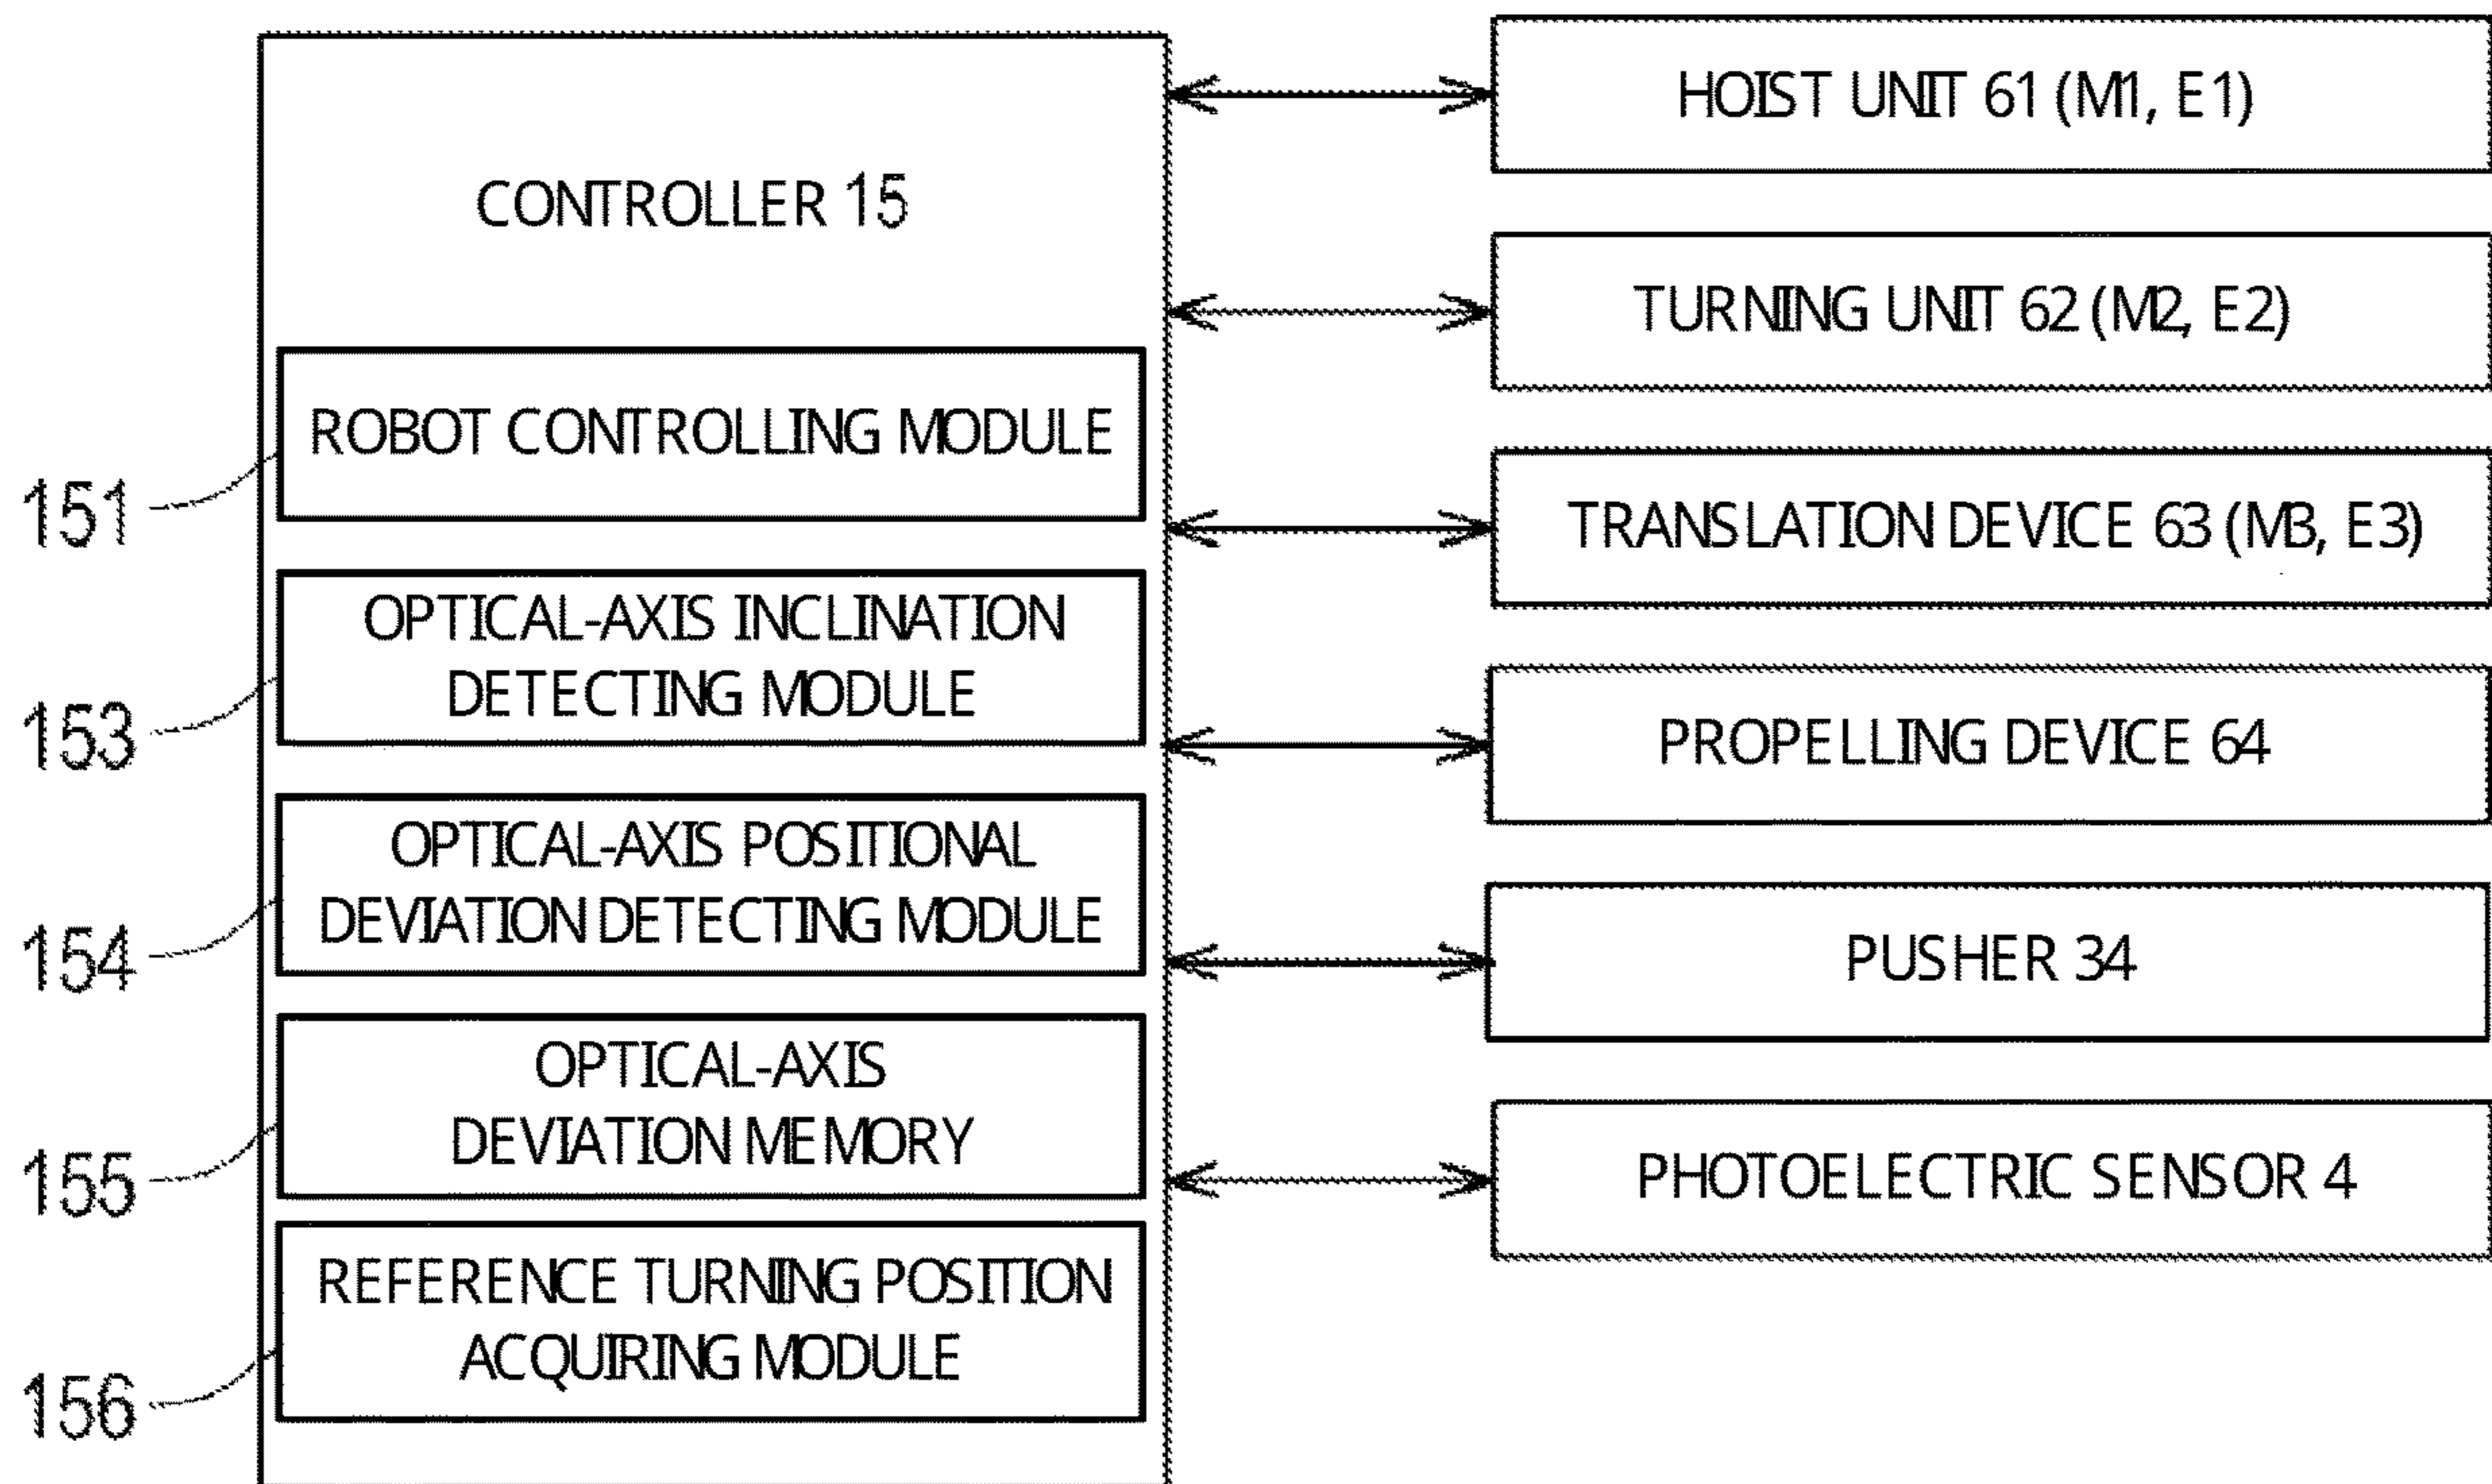 CONTROLLER 15
151
ROBOT CONTROLLING MODULE
153
OPTICAL-AXIS INCLINATION
DETECTING MODULE
154
OPTICAL-AXIS POSITIONAL
DEVIATION DETECTING MODULE
155
OPTICAL-AXIS
DEVIATION MEMORY
156
REFERENCE TURNING POSITION
ACQUIRING MODULE
HOIST UNIT 61 (M1, E1)
TURNING UNIT 62 (M2, E2)
TRANSLATION DEVICE 63 (M3, E3)
PROPELLING DEVICE 64
PUSHER 34
PHOTOELECTRIC SENSOR 4